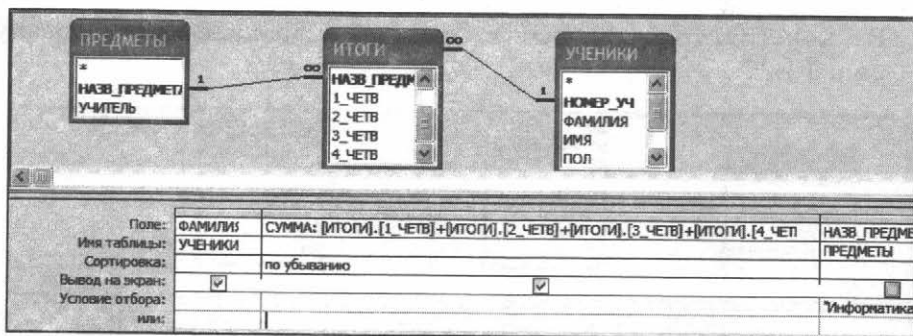 ПРЕДМЕТЫ
*
НАЗВ_ПРЕДМЕТ
УЧИТЕЛЬ
1
∞
ИТОГИ
НАЗВ_ПРЕДМ
1_ЧЕТВ
2_ЧЕТВ
3_ЧЕТВ
4_ЧЕТВ
∞
1
УЧЕНИКИ
*
НОМЕР_УЧ
ФАМИЛИЯ
ИМЯ
ПОЛ
Поле: ФАМИЛИЯ СУММА: [ИТОГИ].[1_ЧЕТВ]+[ИТОГИ].[2_ЧЕТВ]+[ИТОГИ].[3_ЧЕТВ]+[ИТОГИ].[4_ЧЕТ НАЗВ_ПРЕДМЕ
Имя таблицы: УЧЕНИКИ ПРЕДМЕТЫ
Сортировка: по убыванию
Вывод на экран:
Условие отбора: "Информатика
или: